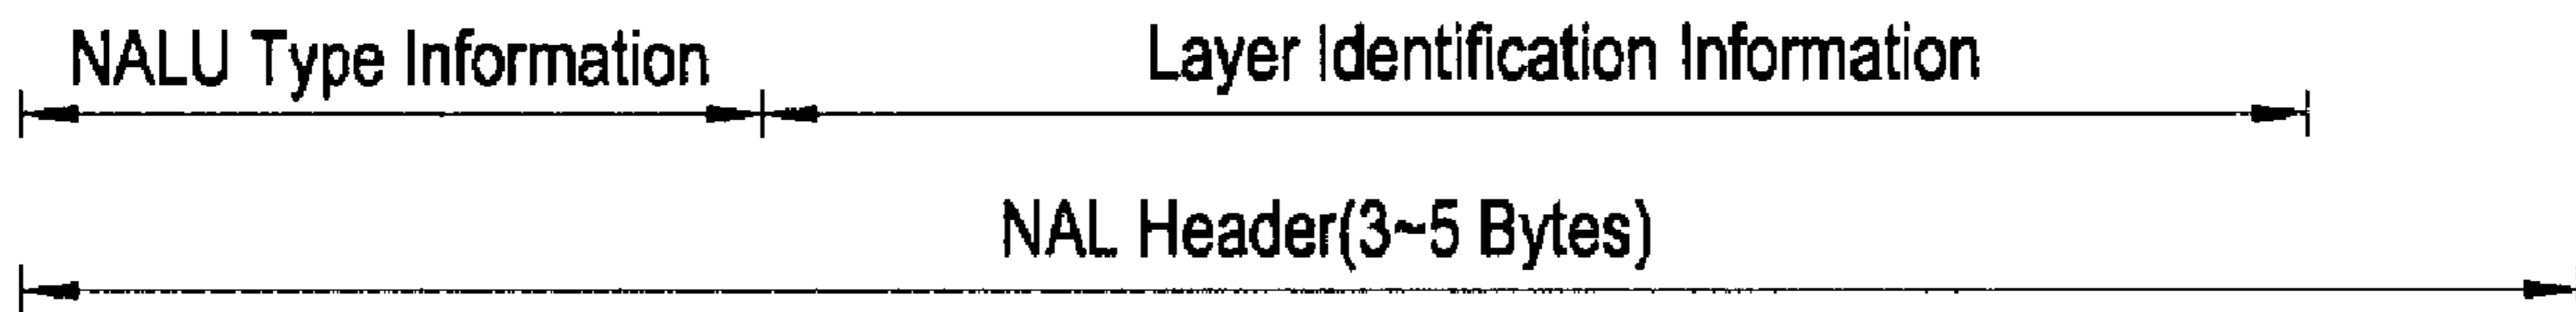 NALU Type Information Layer Identification Information
NAL Header(3~5 Bytes)